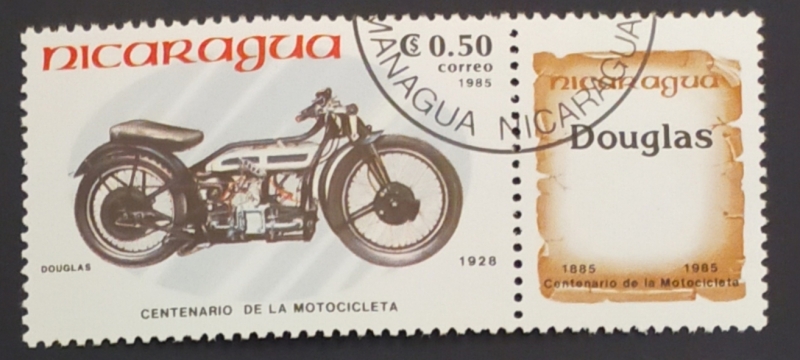 nicaragua
C$ 0.50
correo
1985
DOUGLAS
1928
CENTENARIO DE LA MOTOCICLETA
MANAGUA NICARAGUA
nicaragua
Douglas
1885 1985
Centenario de la Motocicleta